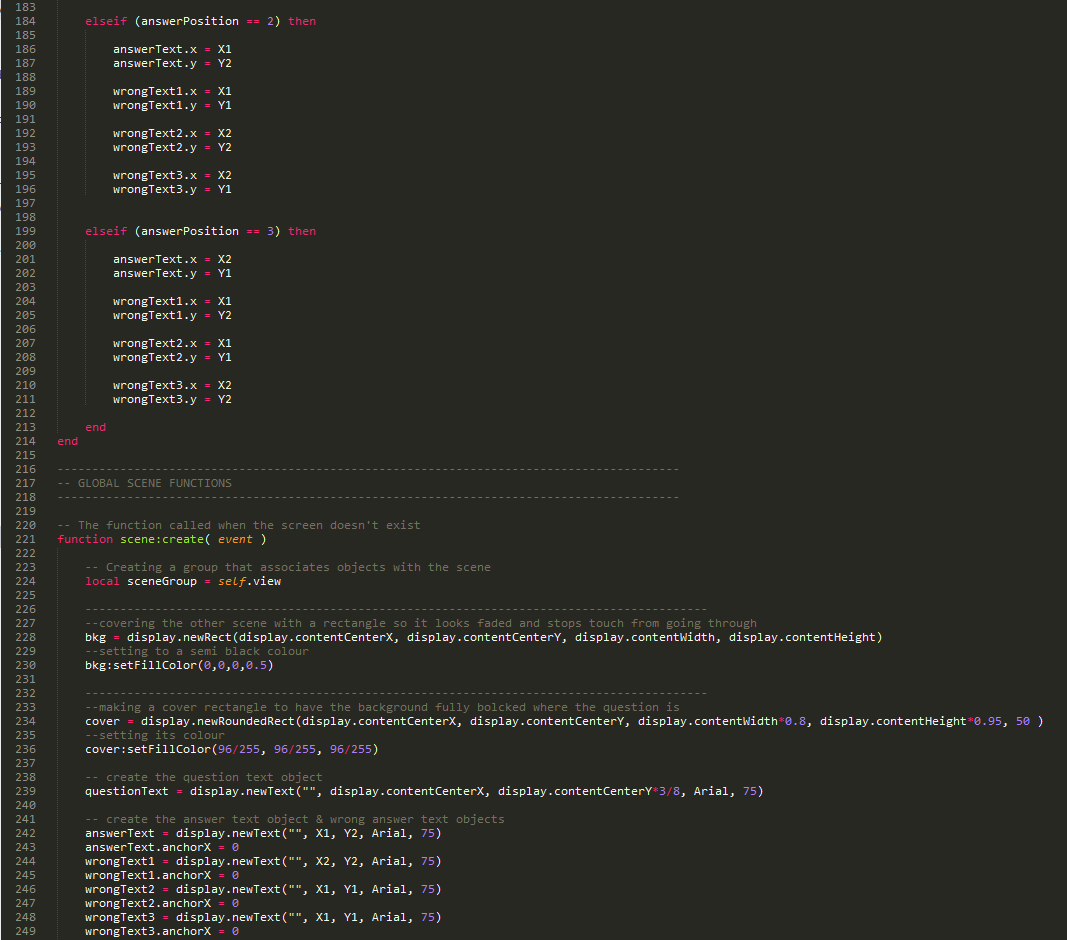 183
184 elseif (answerPosition == 2) then
185
186 answerText.x = X1
187 answerText.y = Y2
188
189 wrongText1.x = X1
190 wrongText1.y = Y1
191
192 wrongText2.x = X2
193 wrongText2.y = Y2
194
195 wrongText3.x = X2
196 wrongText3.y = Y1
197
198
199 elseif (answerPosition == 3) then
200
201 answerText.x = X2
202 answerText.y = Y1
203
204 wrongText1.x = X1
205 wrongText1.y = Y2
206
207 wrongText2.x = X1
208 wrongText2.y = Y1
209
210 wrongText3.x = X2
211 wrongText3.y = Y2
212
213 end
214 end
215
216 -----------------------------------------------------------------------------------------
217 -- GLOBAL SCENE FUNCTIONS
218 -----------------------------------------------------------------------------------------
219
220 -- The function called when the screen doesn't exist
221 function scene:create( event )
222
223 -- Creating a group that associates objects with the scene
224 local sceneGroup = self.view
225
226 -----------------------------------------------------------------------------------------
227 --covering the other scene with a rectangle so it looks faded and stops touch from going through
228 bkg = display.newRect(display.contentCenterX, display.contentCenterY, display.contentWidth, display.contentHeight)
229 --setting to a semi black colour
230 bkg:setFillColor(0,0,0,0.5)
231
232 -----------------------------------------------------------------------------------------
233 --making a cover rectangle to have the background fully bolcked where the question is
234 cover = display.newRoundedRect(display.contentCenterX, display.contentCenterY, display.contentWidth*0.8, display.contentHeight*0.95, 50 )
235 --setting its colour
236 cover:setFillColor(96/255, 96/255, 96/255)
237
238 -- create the question text object
239 questionText = display.newText("", display.contentCenterX, display.contentCenterY*3/8, Arial, 75)
240
241 -- create the answer text object & wrong answer text objects
242 answerText = display.newText("", X1, Y2, Arial, 75)
243 answerText.anchorX = 0
244 wrongText1 = display.newText("", X2, Y2, Arial, 75)
245 wrongText1.anchorX = 0
246 wrongText2 = display.newText("", X1, Y1, Arial, 75)
247 wrongText2.anchorX = 0
248 wrongText3 = display.newText("", X1, Y1, Arial, 75)
249 wrongText3.anchorX = 0